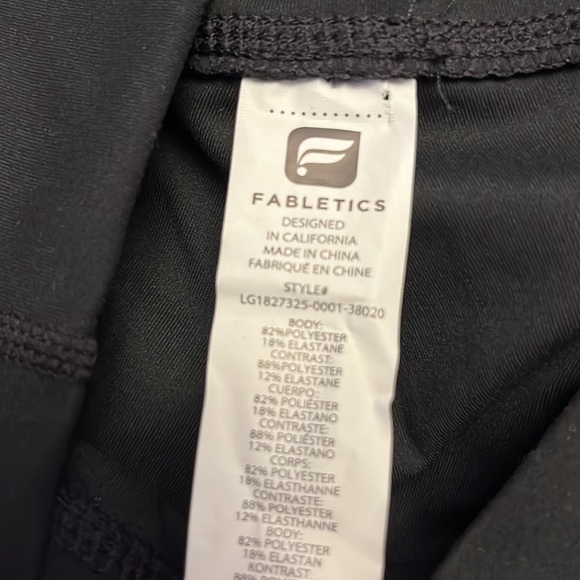 FABLETICS
DESIGNED
IN CALIFORNIA
MADE IN CHINA
FABRIQUÉ EN CHINE
STYLE#
LG1827325-0001-38020
BODY:
82%POLYESTER
18% ELASTANE
CONTRAST:
88%POLYESTER
12% ELASTANE
CUERPO:
82% POLIÉSTER
18% ELASTANO
CONTRASTE:
88% POLIÉSTER
12% ELASTANO
CORPS:
82% POLYESTER
18% ELASTHANNE
CONTRASTE:
88% POLYESTER
12% ELASTHANNE
BODY:
82% POLYESTER
18% ELASTAN
KONTRAST:
88% POLYESTER